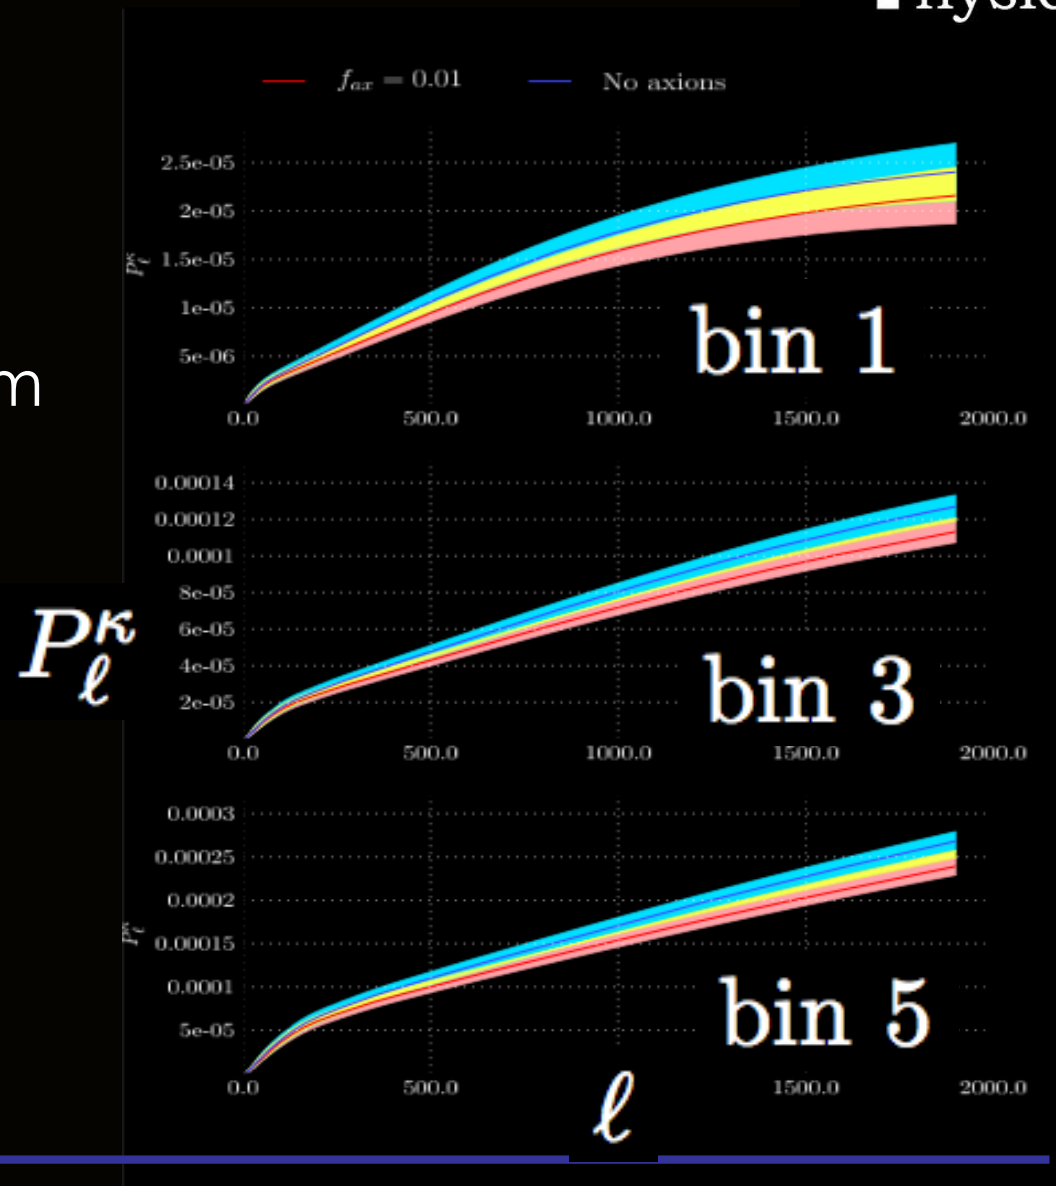 f_ax = 0.01 No axions
2.5e-05
2e-05
1.5e-05
1e-05
5e-06
P_ℓ^κ
bin 1
0.0 500.0 1000.0 1500.0 2000.0
m
0.00014
0.00012
0.0001
8e-05
6e-05
4e-05
2e-05
P_ℓ^κ
bin 3
0.0 500.0 1000.0 1500.0 2000.0
0.0003
0.00025
0.0002
0.00015
0.0001
5e-05
P_ℓ^κ
bin 5
0.0 500.0 1500.0 2000.0
ℓ